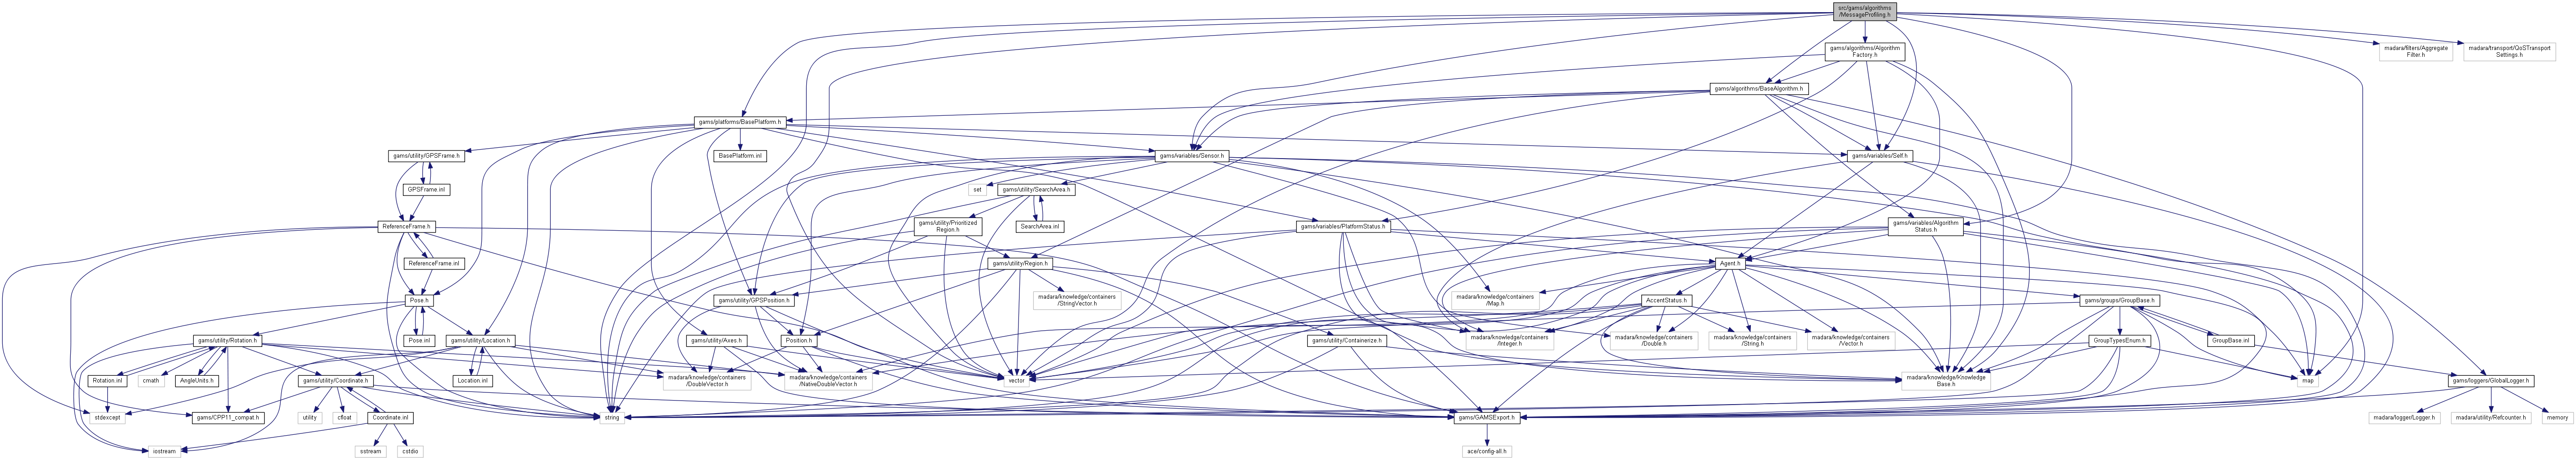 src/gams/algorithms
/MessageProfiling.h
gams/algorithms/Algorithm
Factory.h
madara/filters/Aggregate
Filter.h
madara/transport/QoSTransport
Settings.h
gams/algorithms/BaseAlgorithm.h
gams/platforms/BasePlatform.h
gams/utility/GPSFrame.h
BasePlatform.inl
gams/variables/Sensor.h
gams/variables/Self.h
GPSFrame.inl
set
gams/utility/SearchArea.h
ReferenceFrame.h
gams/utility/Prioritized
Region.h
SearchArea.inl
gams/variables/PlatformStatus.h
gams/variables/Algorithm
Status.h
ReferenceFrame.inl
gams/utility/Region.h
Agent.h
Pose.h
gams/utility/GPSPosition.h
madara/knowledge/containers
/StringVector.h
madara/knowledge/containers
/Map.h
AccentStatus.h
gams/groups/GroupBase.h
gams/utility/Rotation.h
Pose.inl
gams/utility/Location.h
gams/utility/Axes.h
Position.h
gams/utility/Containerize.h
madara/knowledge/containers
/Integer.h
madara/knowledge/containers
/Double.h
madara/knowledge/containers
/String.h
madara/knowledge/containers
/Vector.h
GroupTypesEnum.h
GroupBase.inl
Rotation.inl
cmath
AngleUnits.h
gams/utility/Coordinate.h
Location.inl
madara/knowledge/containers
/DoubleVector.h
madara/knowledge/containers
/NativeDoubleVector.h
vector
madara/knowledge/Knowledge
Base.h
map
gams/loggers/GlobalLogger.h
stdexcept
gams/CPP11_compat.h
utility
cfloat
Coordinate.inl
string
gams/GAMSExport.h
madara/logger/Logger.h
madara/utility/Refcounter.h
memory
iostream
sstream
cstdio
ace/config-all.h